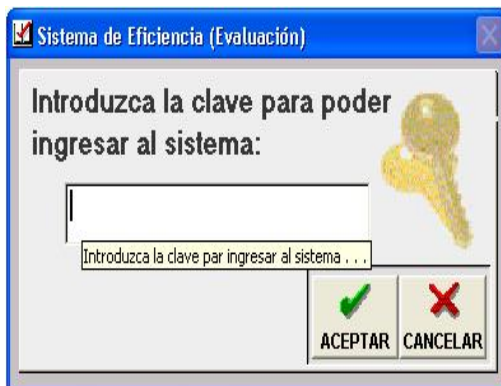 Sistema de Eficiencia (Evaluación)
Introduzca la clave para poder
ingresar al sistema:
Introduzca la clave par ingresar al sistema . . .
ACEPTAR CANCELAR